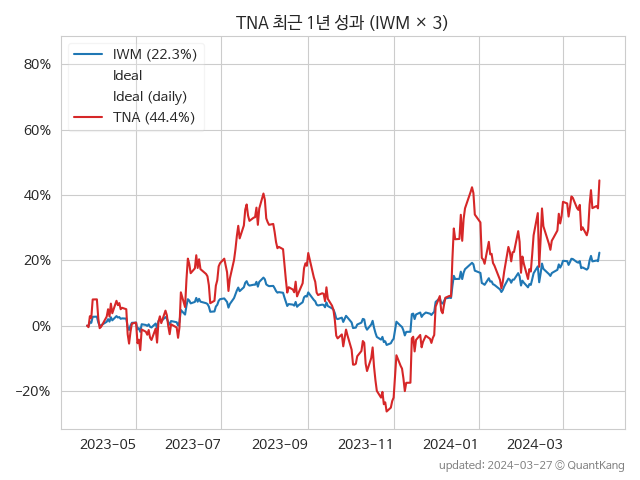 TNA 최근 1년 성과 (IWM × 3)
IWM (22.3%)
Ideal
Ideal (daily)
TNA (44.4%)
80%
60%
40%
20%
0%
−20%
2023-05
2023-07
2023-09
2023-11
2024-01
2024-03
updated: 2024-03-27 © QuantKang